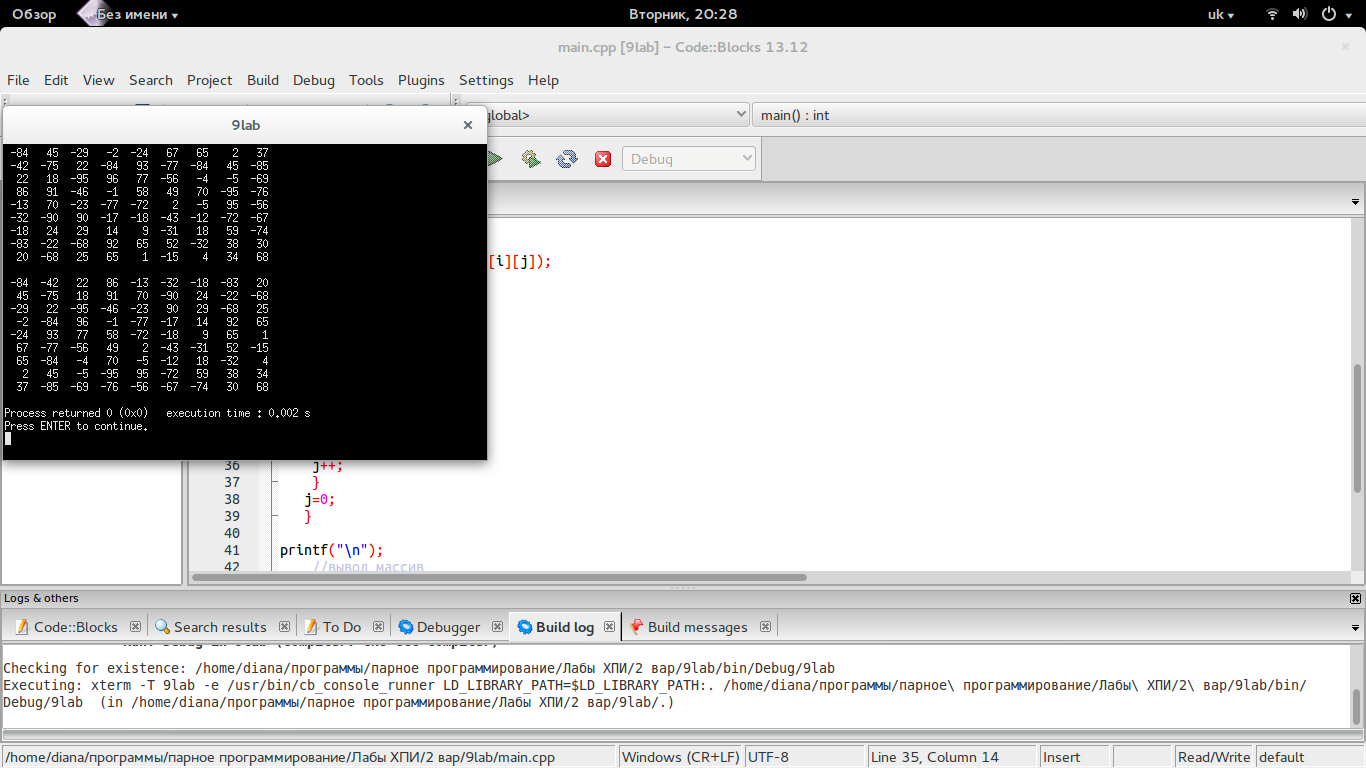 Обзор Без имени Вторник, 20:28 uk
main.cpp [9lab] – Code::Blocks 13.12
File Edit View Search Project Build Debug Tools Plugins Settings Help
global> main() : int
9lab
Debug
-84 45 -29 -2 -24 67 65 2 37
-42 -75 22 -84 93 -77 -84 45 -85
22 18 -95 96 77 -56 -4 -5 -69
86 91 -46 -1 58 49 70 -95 -76
-13 70 -23 -77 -72 2 -5 95 -56
-32 -90 90 -17 -18 -43 -12 -72 -67
-18 24 29 14 9 -31 18 59 -74
-83 -22 -68 92 65 52 -32 38 30
20 -68 25 65 1 -15 4 34 68
-84 -42 22 86 -13 -32 -18 -83 20
45 -75 18 91 70 -90 24 -22 -68
-29 22 -95 -46 -23 90 29 -68 25
-2 -84 96 -1 -77 -17 14 92 65
-24 93 77 58 -72 -18 9 65 1
67 -77 -56 49 2 -43 -31 52 -15
65 -84 -4 70 -5 -12 18 -32 4
2 45 -5 -95 95 -72 59 38 34
37 -85 -69 -76 -56 -67 -74 30 68
Process returned 0 (0x0) execution time : 0.002 s
Press ENTER to continue.
[i][j]);
36 j++;
37 }
38 j=0;
39 }
40
41 printf("\n");
42 //вывод массив
Logs & others
Code::Blocks Search results To Do Debugger Build log Build messages
Checking for existence: /home/diana/программы/парное программирование/Лабы ХПИ/2 вар/9lab/bin/Debug/9lab
Executing: xterm -T 9lab -e /usr/bin/cb_console_runner LD_LIBRARY_PATH=$LD_LIBRARY_PATH:. /home/diana/программы/парное\ программирование/Лабы\ ХПИ/2\ вар/9lab/bin/
Debug/9lab (in /home/diana/программы/парное программирование/Лабы ХПИ/2 вар/9lab/.)
/home/diana/программы/парное программирование/Лабы ХПИ/2 вар/9lab/main.cpp Windows (CR+LF) UTF-8 Line 35, Column 14 Insert Read/Write default